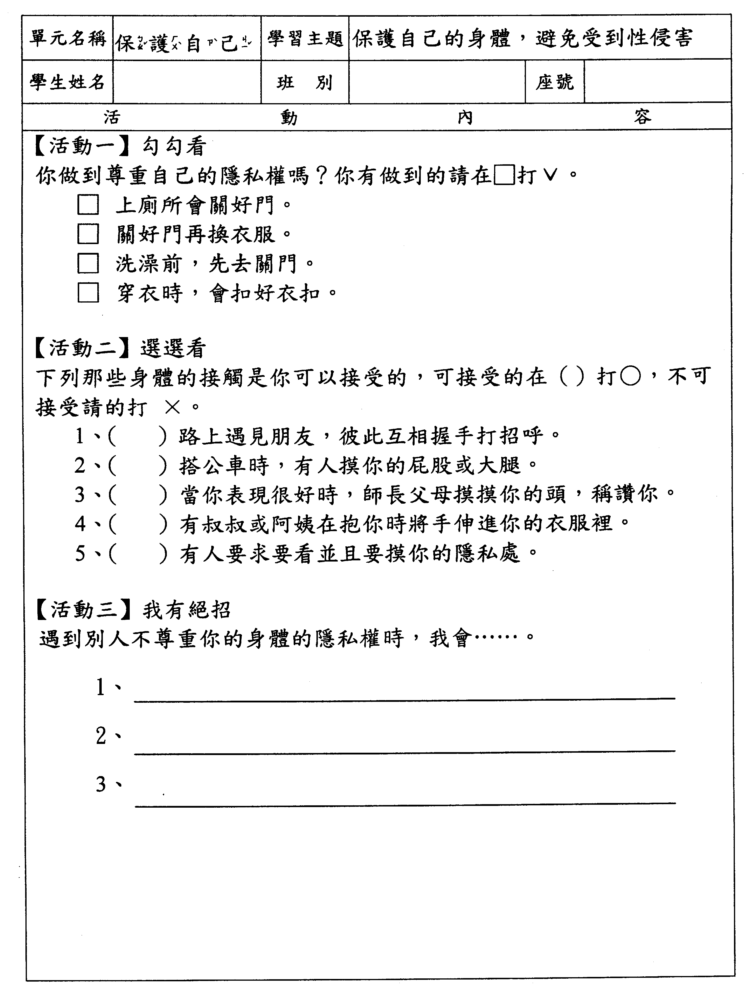 單元名稱 保ㄅㄠˇ護ㄏㄨˋ自ㄗˋ己ㄐㄧˇ 學習主題 保護自己的身體，避免受到性侵害
學生姓名 班 別 座號
活 動 內 容
【活動一】勾勾看
你做到尊重自己的隱私權嗎？你有做到的請在□打∨。
□ 上廁所會關好門。
□ 關好門再換衣服。
□ 洗澡前，先去關門。
□ 穿衣時，會扣好衣扣。
【活動二】選選看
下列那些身體的接觸是你可以接受的，可接受的在（）打○，不可
接受請的打 ×。
1、(　　) 路上遇見朋友，彼此互相握手打招呼。
2、(　　) 搭公車時，有人摸你的屁股或大腿。
3、(　　) 當你表現很好時，師長父母摸摸你的頭，稱讚你。
4、(　　) 有叔叔或阿姨在抱你時將手伸進你的衣服裡。
5、(　　) 有人要求要看並且要摸你的隱私處。
【活動三】我有絕招
遇到別人不尊重你的身體的隱私權時，我會……。
1、
2、
3、